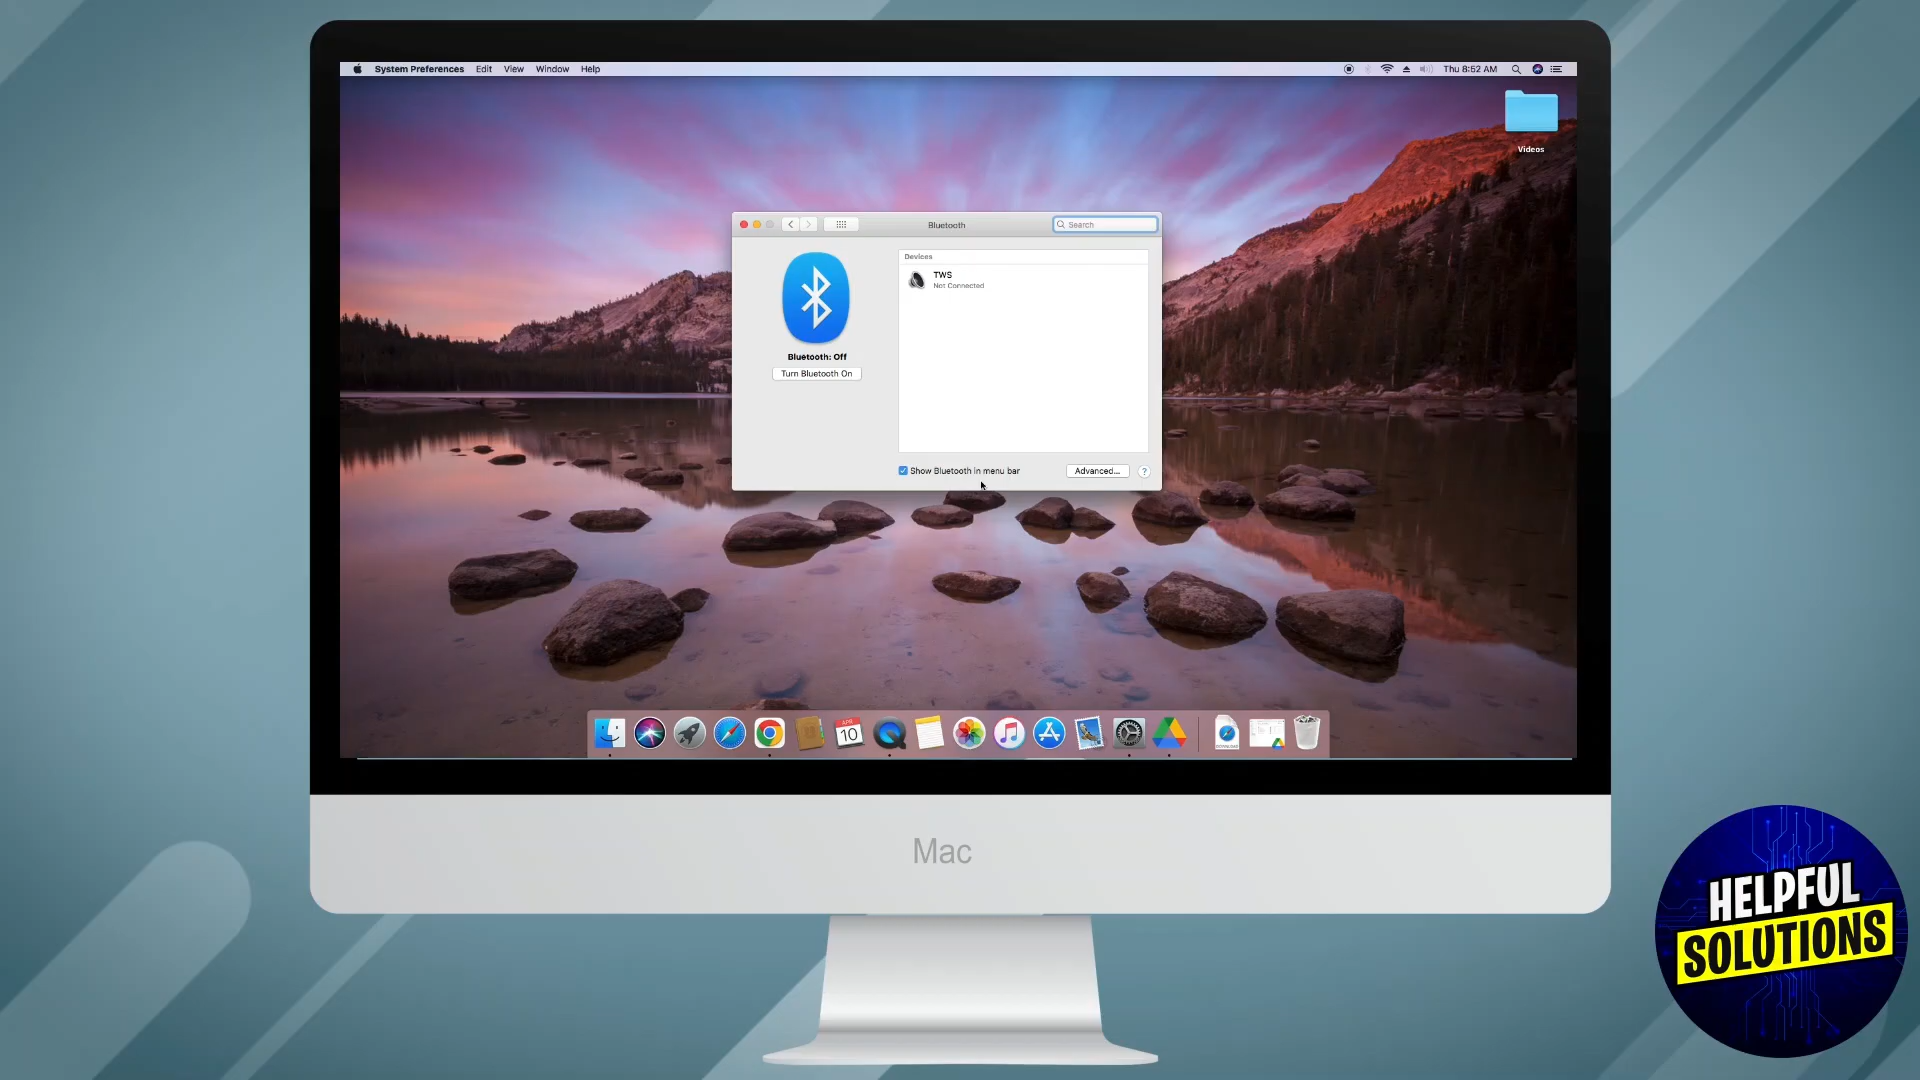 System Preferences Edit View Window Help
Thu 8:52 AM
Videos
Bluetooth
Search
Devices
TWS
Not Connected
Bluetooth: Off
Turn Bluetooth On
Show Bluetooth in menu bar
Advanced...
?
APR
10
Mac
HELPFUL
SOLUTIONS